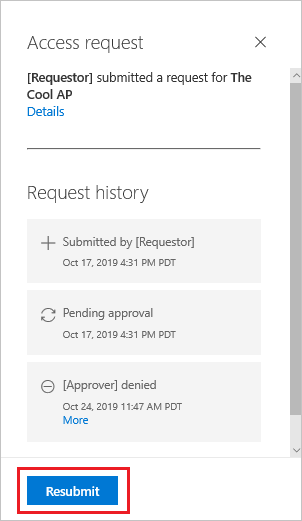 Access request
[Requestor] submitted a request for The
Cool AP
Details
Request history
Submitted by [Requestor]
Oct 17, 2019 4:31 PM PDT
Pending approval
Oct 17, 2019 4:31 PM PDT
[Approver] denied
Oct 24, 2019 11:47 AM PDT
More
Resubmit